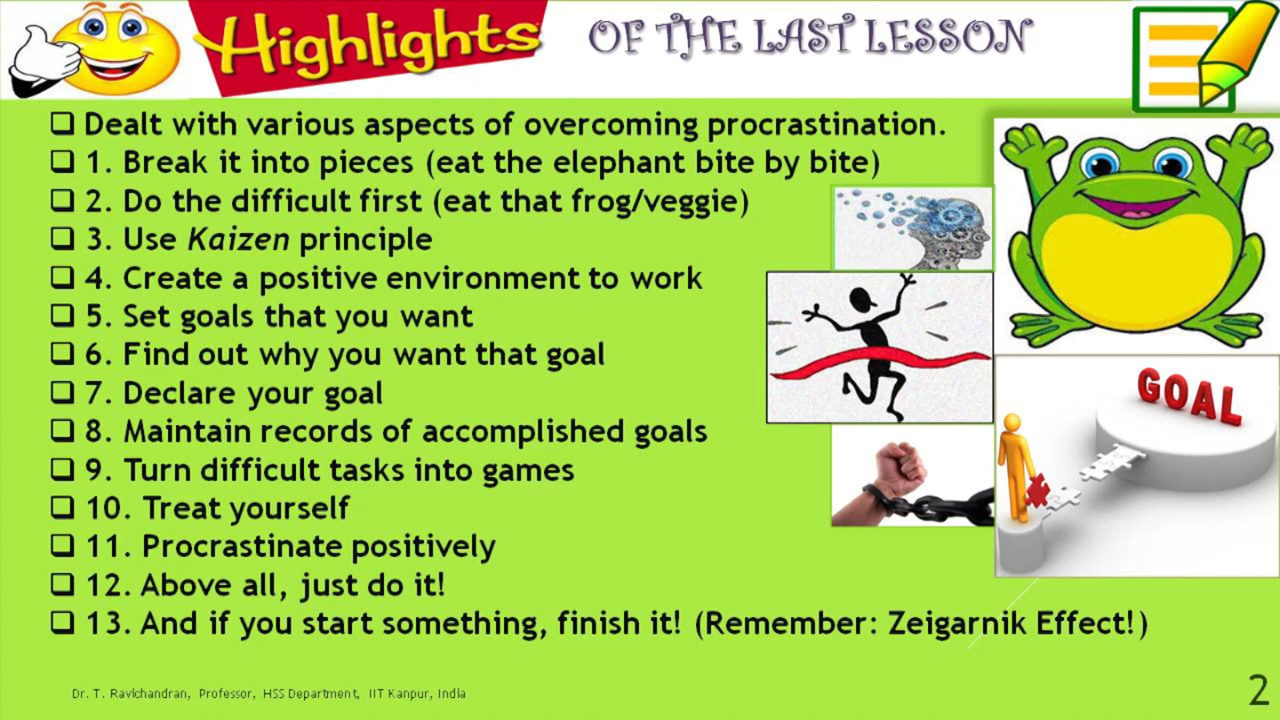 Highlights OF THE LAST LESSON
❑ Dealt with various aspects of overcoming procrastination.
❑ 1. Break it into pieces (eat the elephant bite by bite)
❑ 2. Do the difficult first (eat that frog/veggie)
❑ 3. Use Kaizen principle
❑ 4. Create a positive environment to work
❑ 5. Set goals that you want
❑ 6. Find out why you want that goal
❑ 7. Declare your goal
❑ 8. Maintain records of accomplished goals
❑ 9. Turn difficult tasks into games
❑ 10. Treat yourself
❑ 11. Procrastinate positively
❑ 12. Above all, just do it!
❑ 13. And if you start something, finish it! (Remember: Zeigarnik Effect!)
GOAL
Dr. T. Ravichandran, Professor, HSS Department, IIT Kanpur, India
2